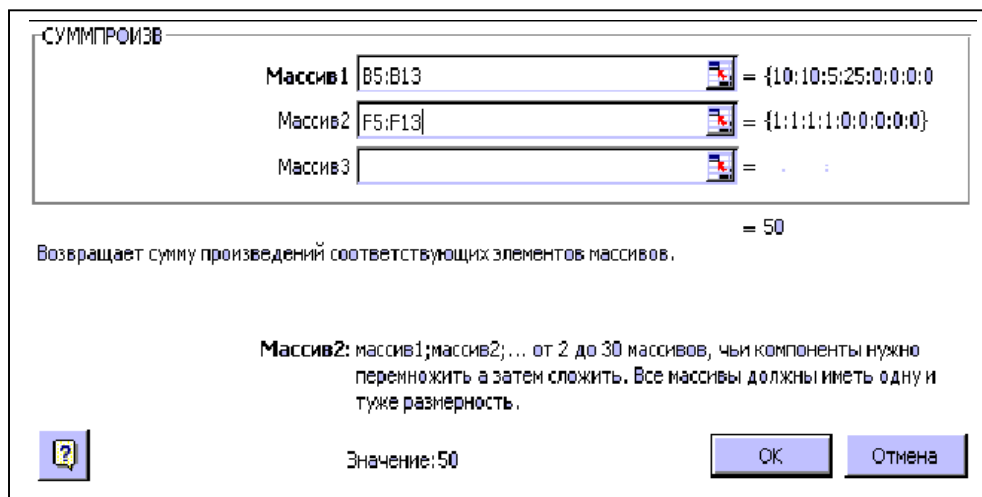 СУММПРОИЗВ
Массив1 B5:B13 = {10:10:5:25:0:0:0:0
Массив2 F5:F13 = {1:1:1:1:0:0:0:0:0}
Массив3 =
= 50
Возвращает сумму произведений соответствующих элементов массивов.
Массив2: массив1;массив2;... от 2 до 30 массивов, чьи компоненты нужно
перемножить а затем сложить. Все массивы должны иметь одну и
туже размерность.
Значение:50
ОК
Отмена